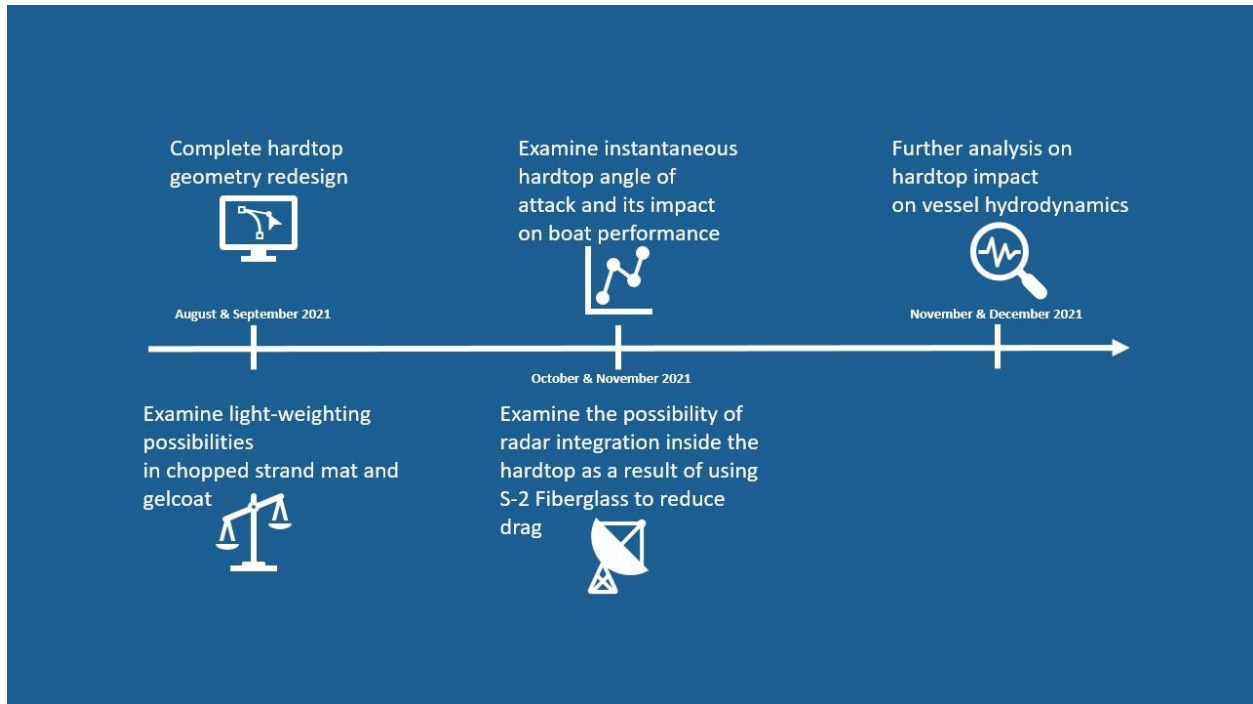 Complete hardtop
geometry redesign
Examine instantaneous
hardtop angle of
attack and its impact
on boat performance
Further analysis on
hardtop impact
on vessel hydrodynamics
August & September 2021
November & December 2021
October & November 2021
Examine light-weighting
possibilities
in chopped strand mat and
gelcoat
Examine the possibility of
radar integration inside the
hardtop as a result of using
S-2 Fiberglass to reduce
drag